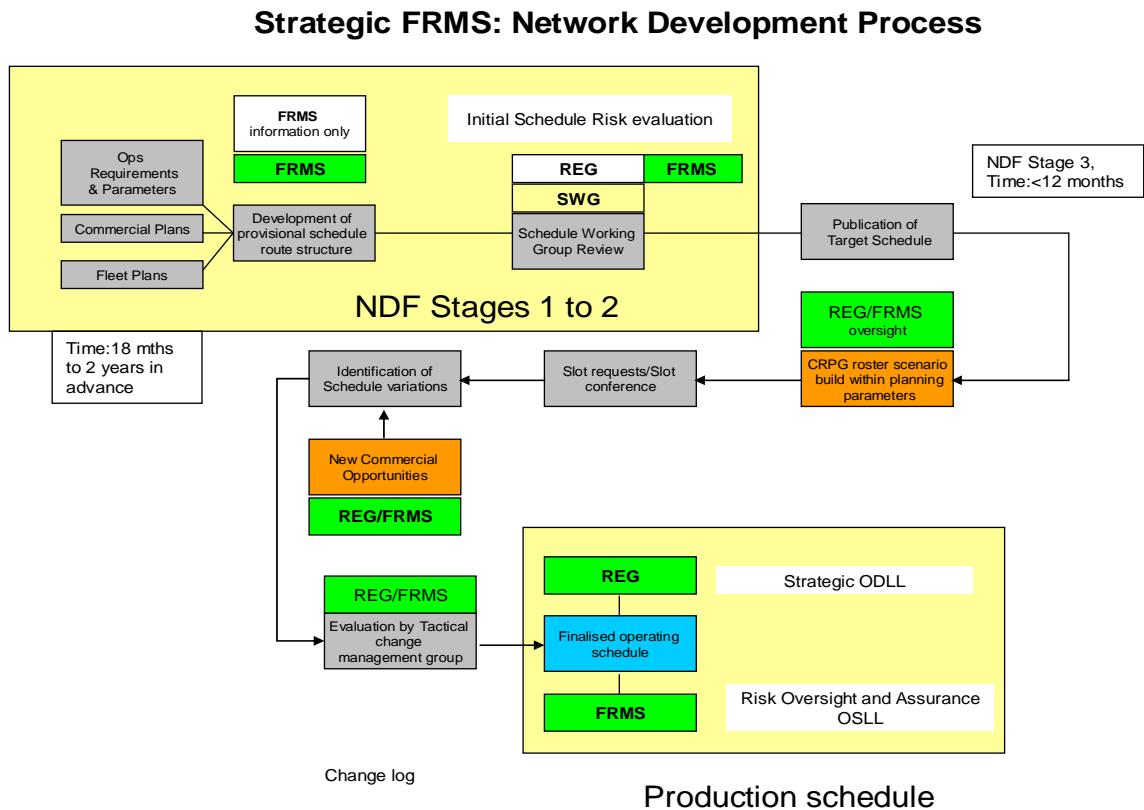 Strategic FRMS: Network Development Process
FRMS
information only
FRMS
Initial Schedule Risk evaluation
REG
FRMS
SWG
Schedule Working
Group Review
Ops
Requirements
& Parameters
Commercial Plans
Fleet Plans
Development of
provisional schedule
route structure
NDF Stages 1 to 2
NDF Stage 3,
Time:<12 months
Publication of
Target Schedule
Time:18 mths
to 2 years in
advance
REG/FRMS
oversight
CRPG roster scenario
build within planning
parameters
Slot requests/Slot
conference
Identification of
Schedule variations
New Commercial
Opportunities
REG/FRMS
REG/FRMS
Evaluation by Tactical
change
management group
REG
Strategic ODLL
Finalised operating
schedule
FRMS
Risk Oversight and Assurance
OSLL
Change log
Production schedule